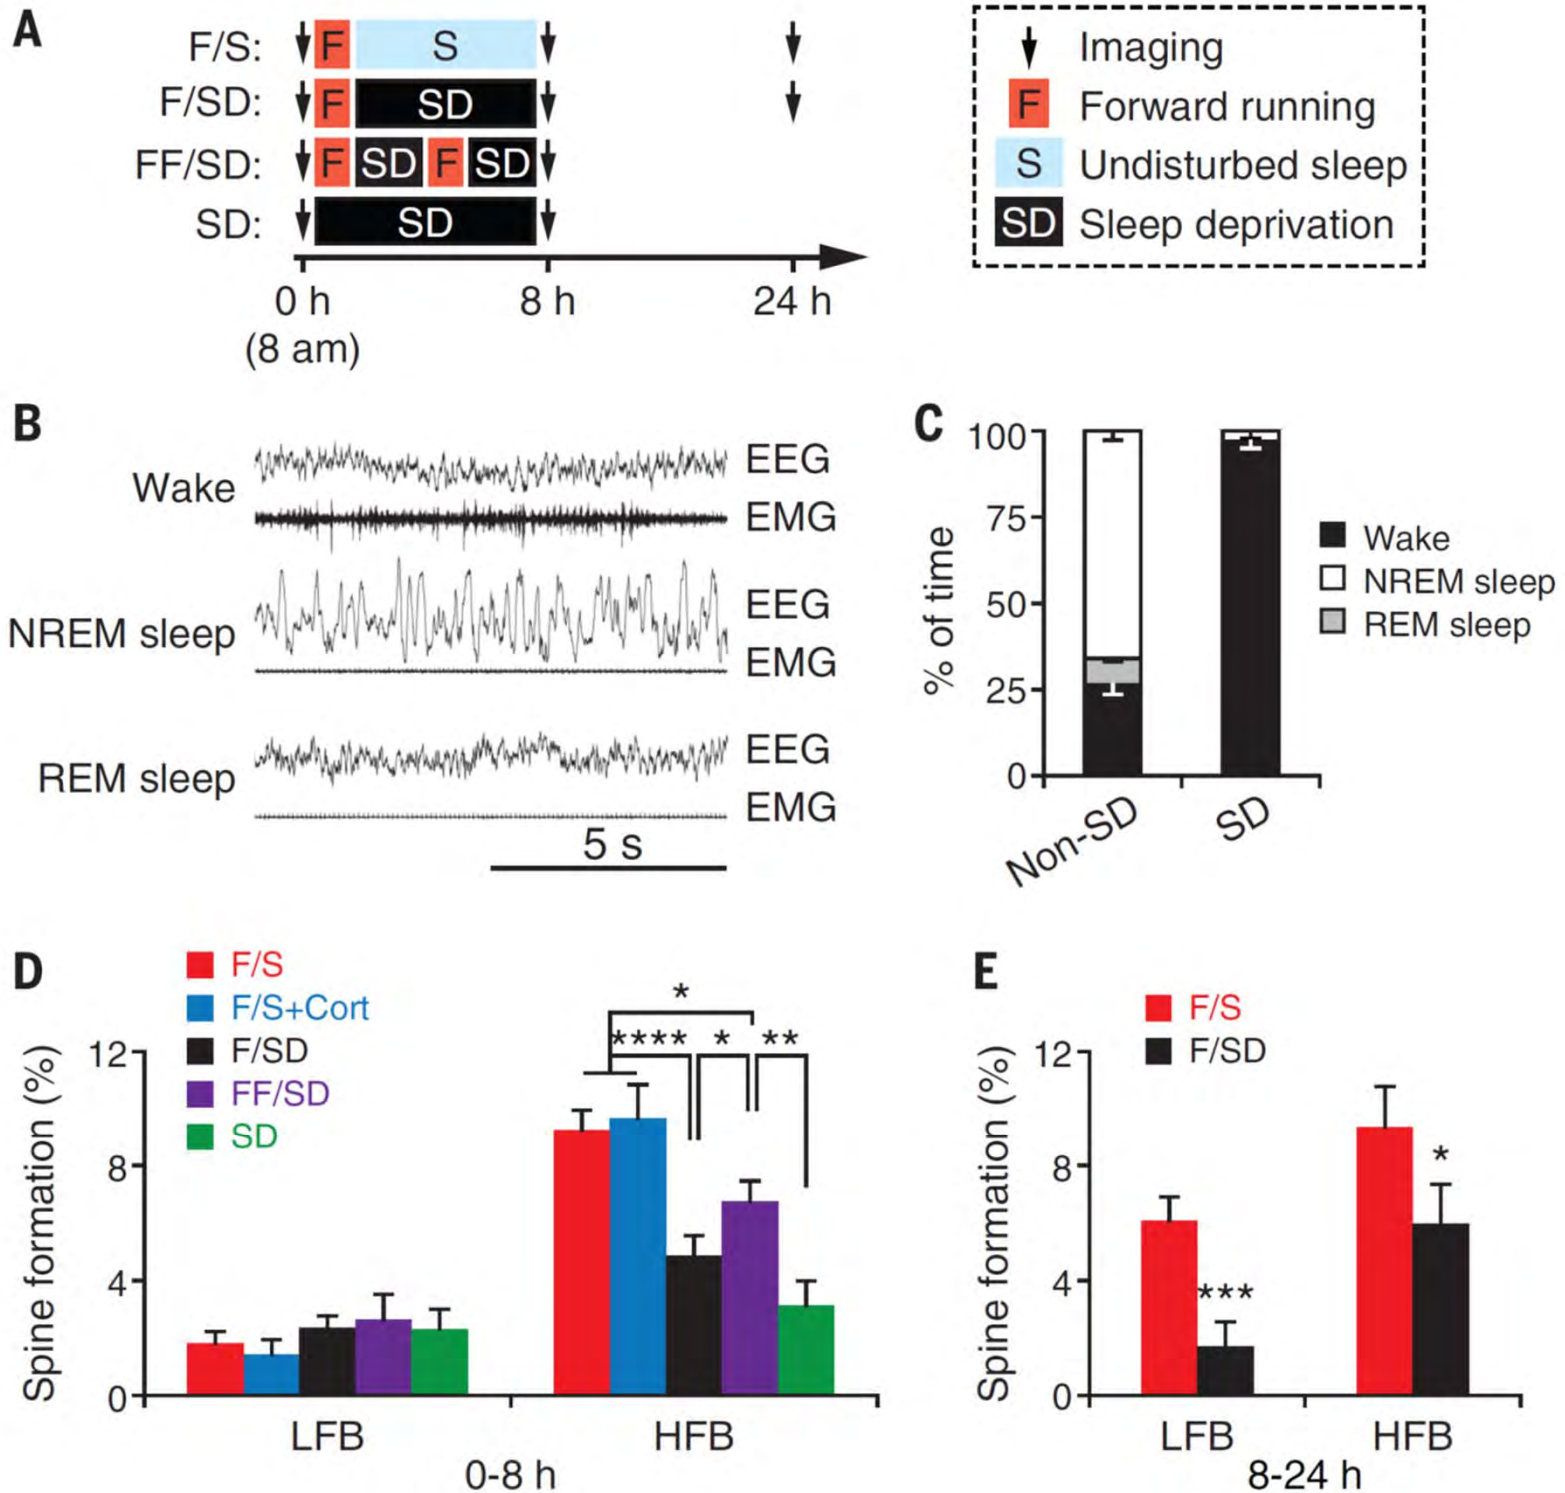 A
F/S: F S
F/SD: F SD
FF/SD: F SD F SD
SD: SD
0 h 8 h 24 h
(8 am)
Imaging
F Forward running
S Undisturbed sleep
SD Sleep deprivation
B
Wake
EEG
EMG
NREM sleep
EEG
EMG
REM sleep
EEG
EMG
5 s
C
% of time
100
75
50
25
0
Non-SD SD
Wake
NREM sleep
REM sleep
D
F/S
F/S+Cort
F/SD
FF/SD
SD
Spine formation (%)
12
8
4
0
*
**** * **
LFB HFB
0-8 h
E
F/S
F/SD
Spine formation (%)
12
8
4
0
***
*
LFB HFB
8-24 h